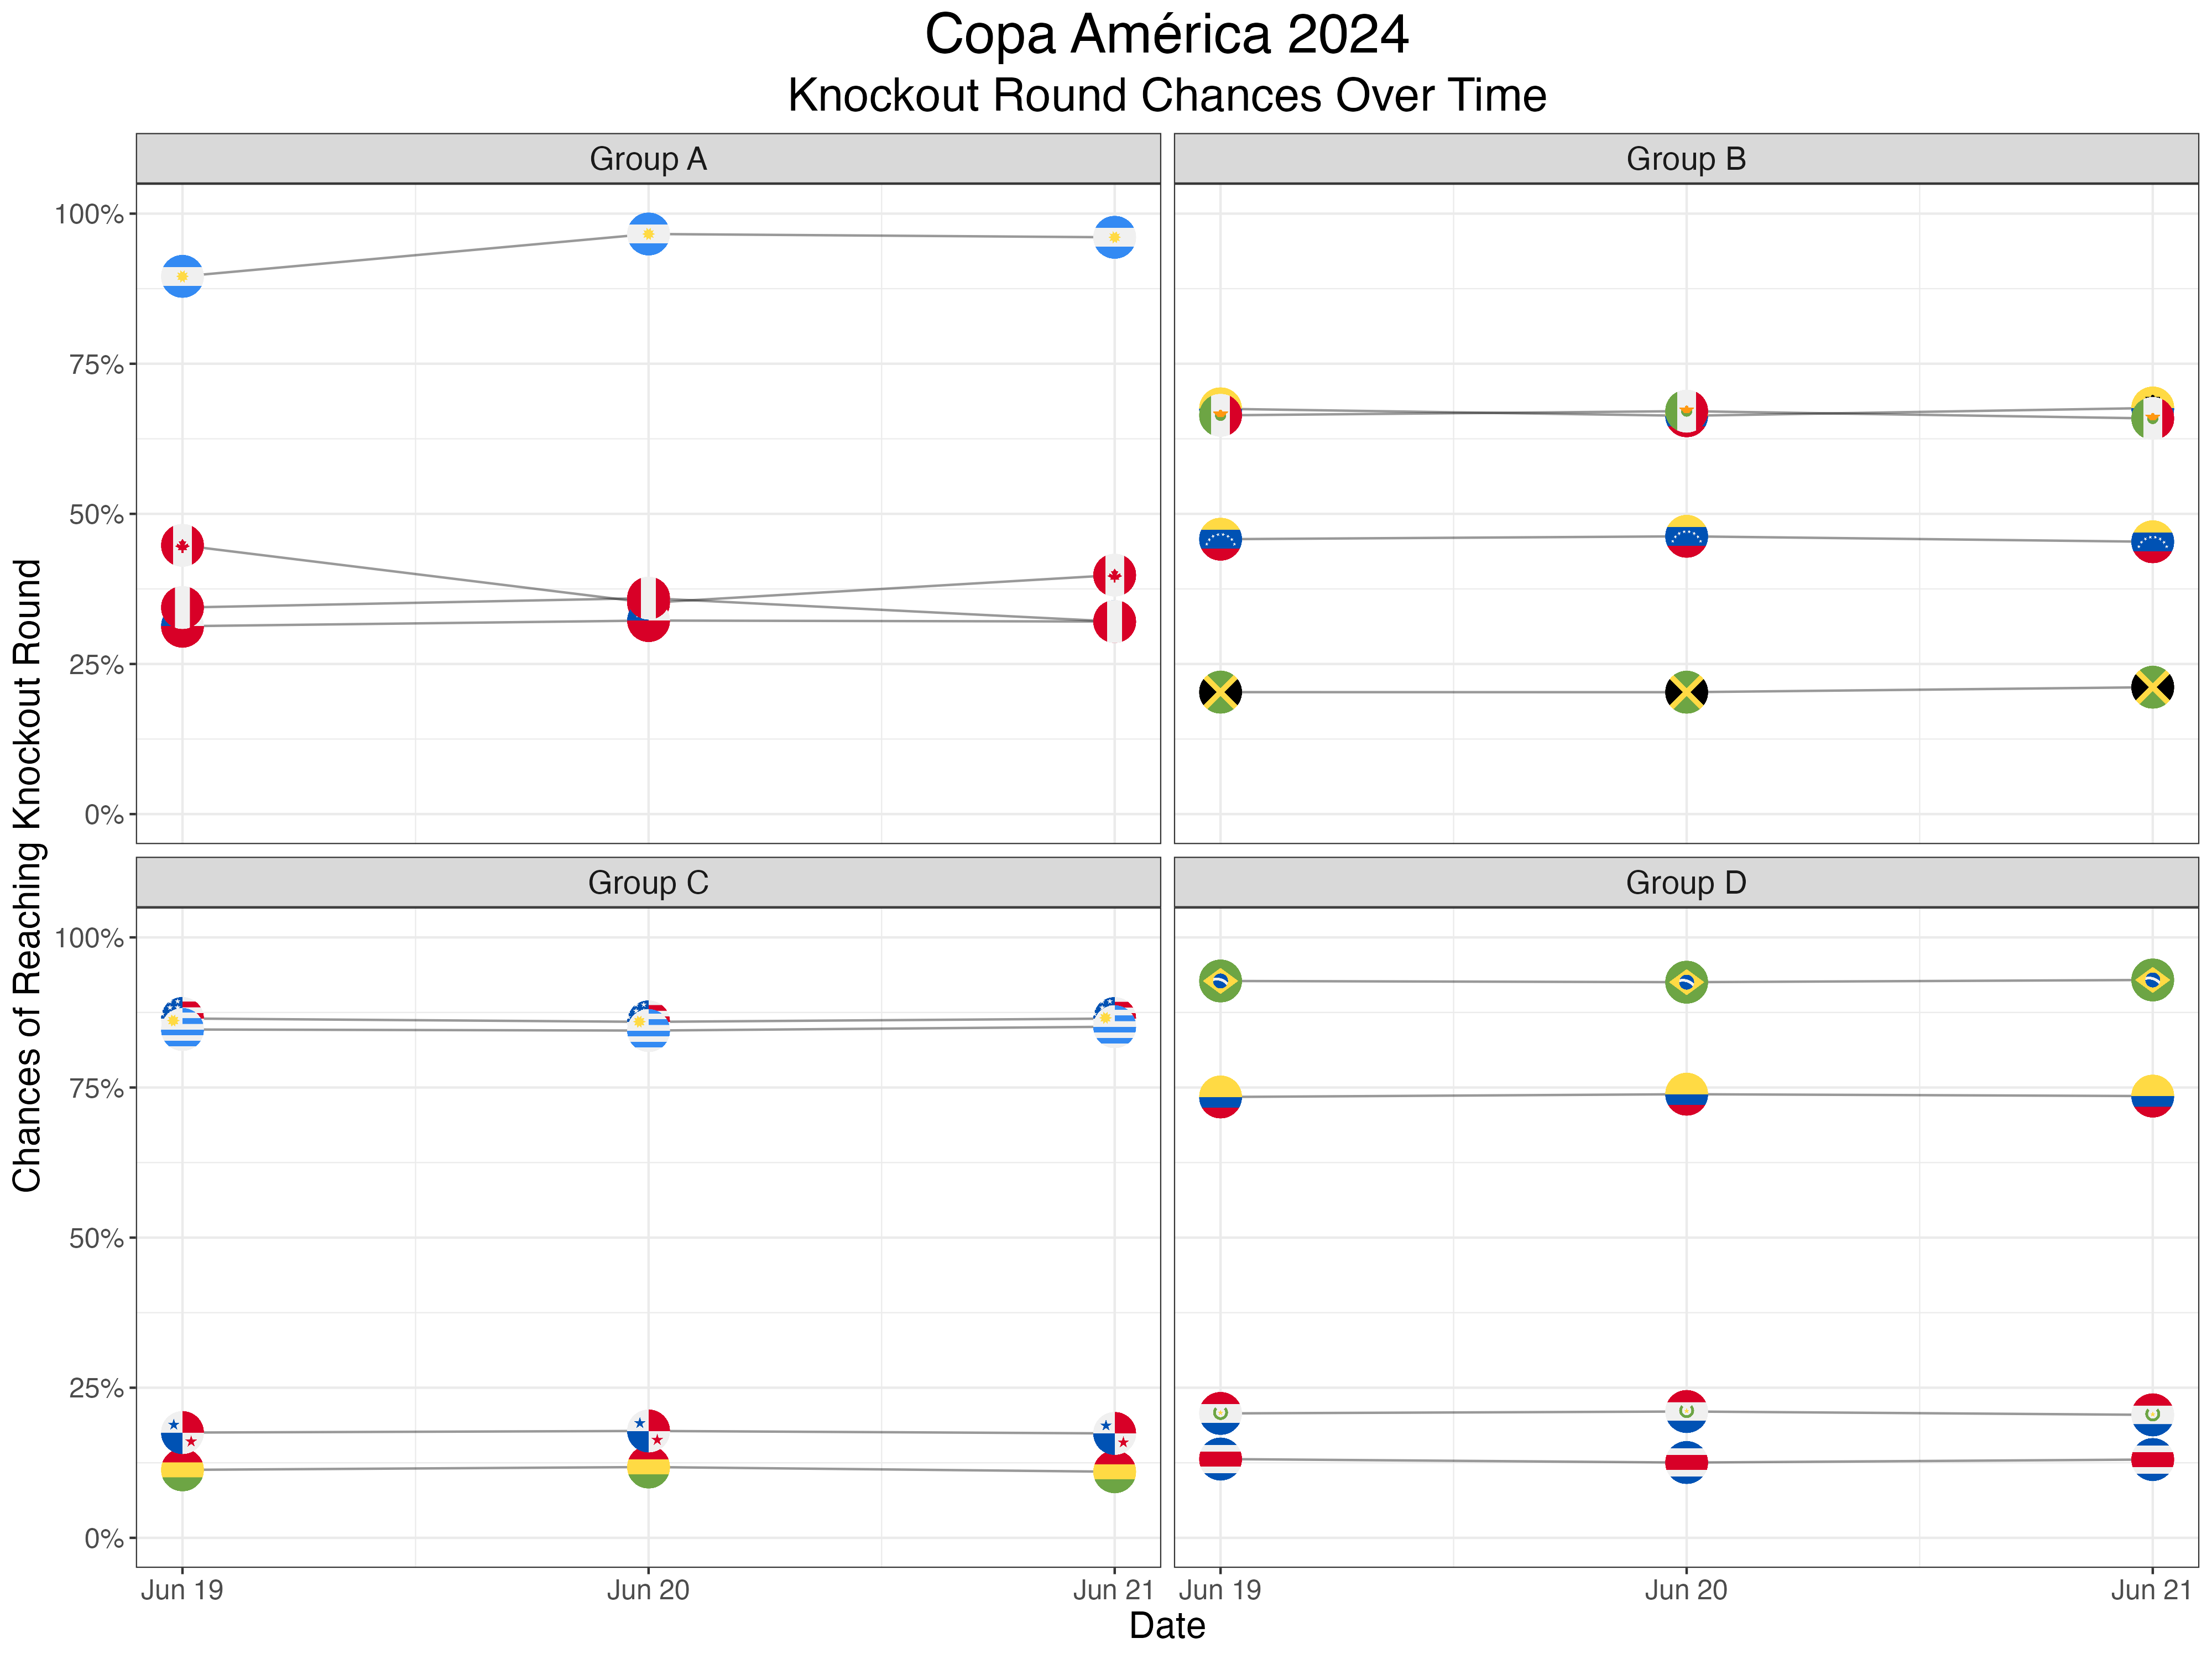 Copa América 2024
Knockout Round Chances Over Time
Group A
Group B
100%
75%
50%
25%
0%
Chances of Reaching Knockout Round
Group C
Group D
100%
75%
50%
25%
0%
Jun 19
Jun 20
Jun 21
Jun 19
Jun 20
Jun 21
Date